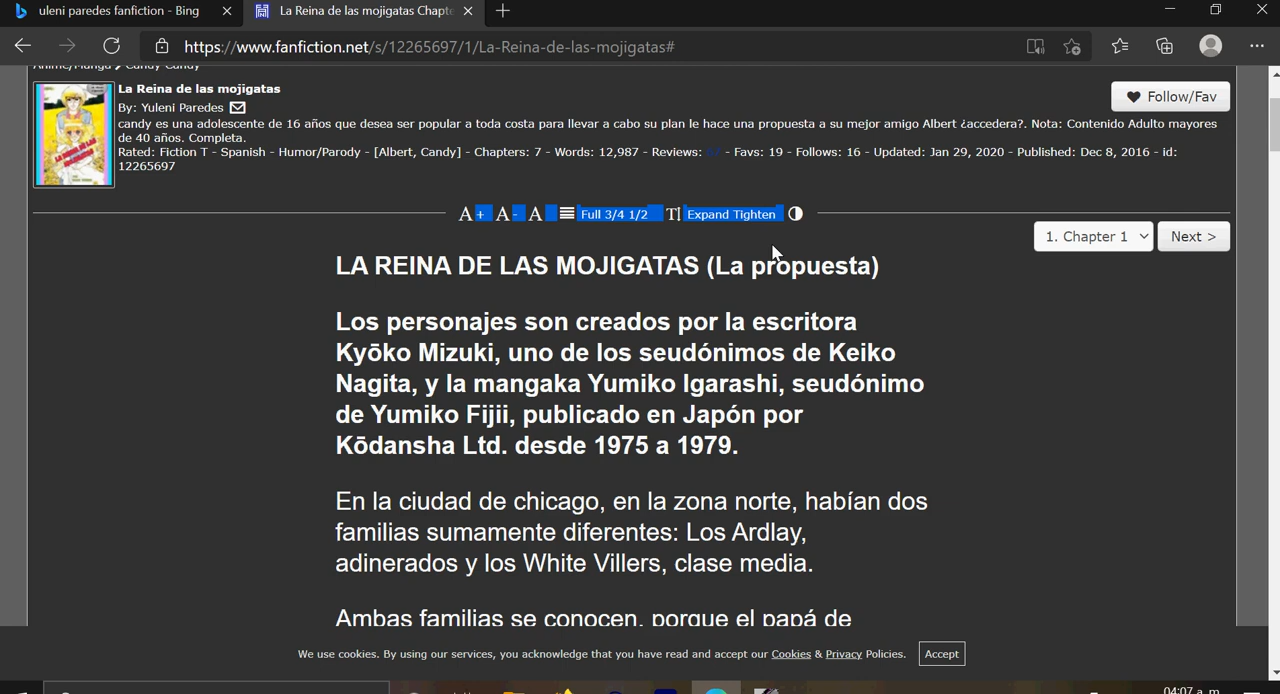 uleni paredes fanfiction - Bing
La Reina de las mojigatas Chapte
https://www.fanfiction.net/s/12265697/1/La-Reina-de-las-mojigatas#
Anime/Manga > Candy Candy
La Reina de las mojigatas
Follow/Fav
By: Yuleni Paredes
candy es una adolescente de 16 años que desea ser popular a toda costa para llevar a cabo su plan le hace una propuesta a su mejor amigo Albert ¿accedera?. Nota: Contenido Adulto mayores
de 40 años. Completa.
Rated: Fiction T - Spanish - Humor/Parody - [Albert, Candy] - Chapters: 7 - Words: 12,987 - Reviews: - Favs: 19 - Follows: 16 - Updated: Jan 29, 2020 - Published: Dec 8, 2016 - id:
12265697
A + A - A Full 3/4 1/2 Expand Tighten
1. Chapter 1 Next >
LA REINA DE LAS MOJIGATAS (La propuesta)
Los personajes son creados por la escritora
Kyōko Mizuki, uno de los seudónimos de Keiko
Nagita, y la mangaka Yumiko Igarashi, seudónimo
de Yumiko Fijii, publicado en Japón por
Kōdansha Ltd. desde 1975 a 1979.
En la ciudad de chicago, en la zona norte, habían dos
familias sumamente diferentes: Los Ardlay,
adinerados y los White Villers, clase media.
Ambas familias se conocen, porque el papá de
We use cookies. By using our services, you acknowledge that you have read and accept our Cookies & Privacy Policies. Accept
04:07 a. m.